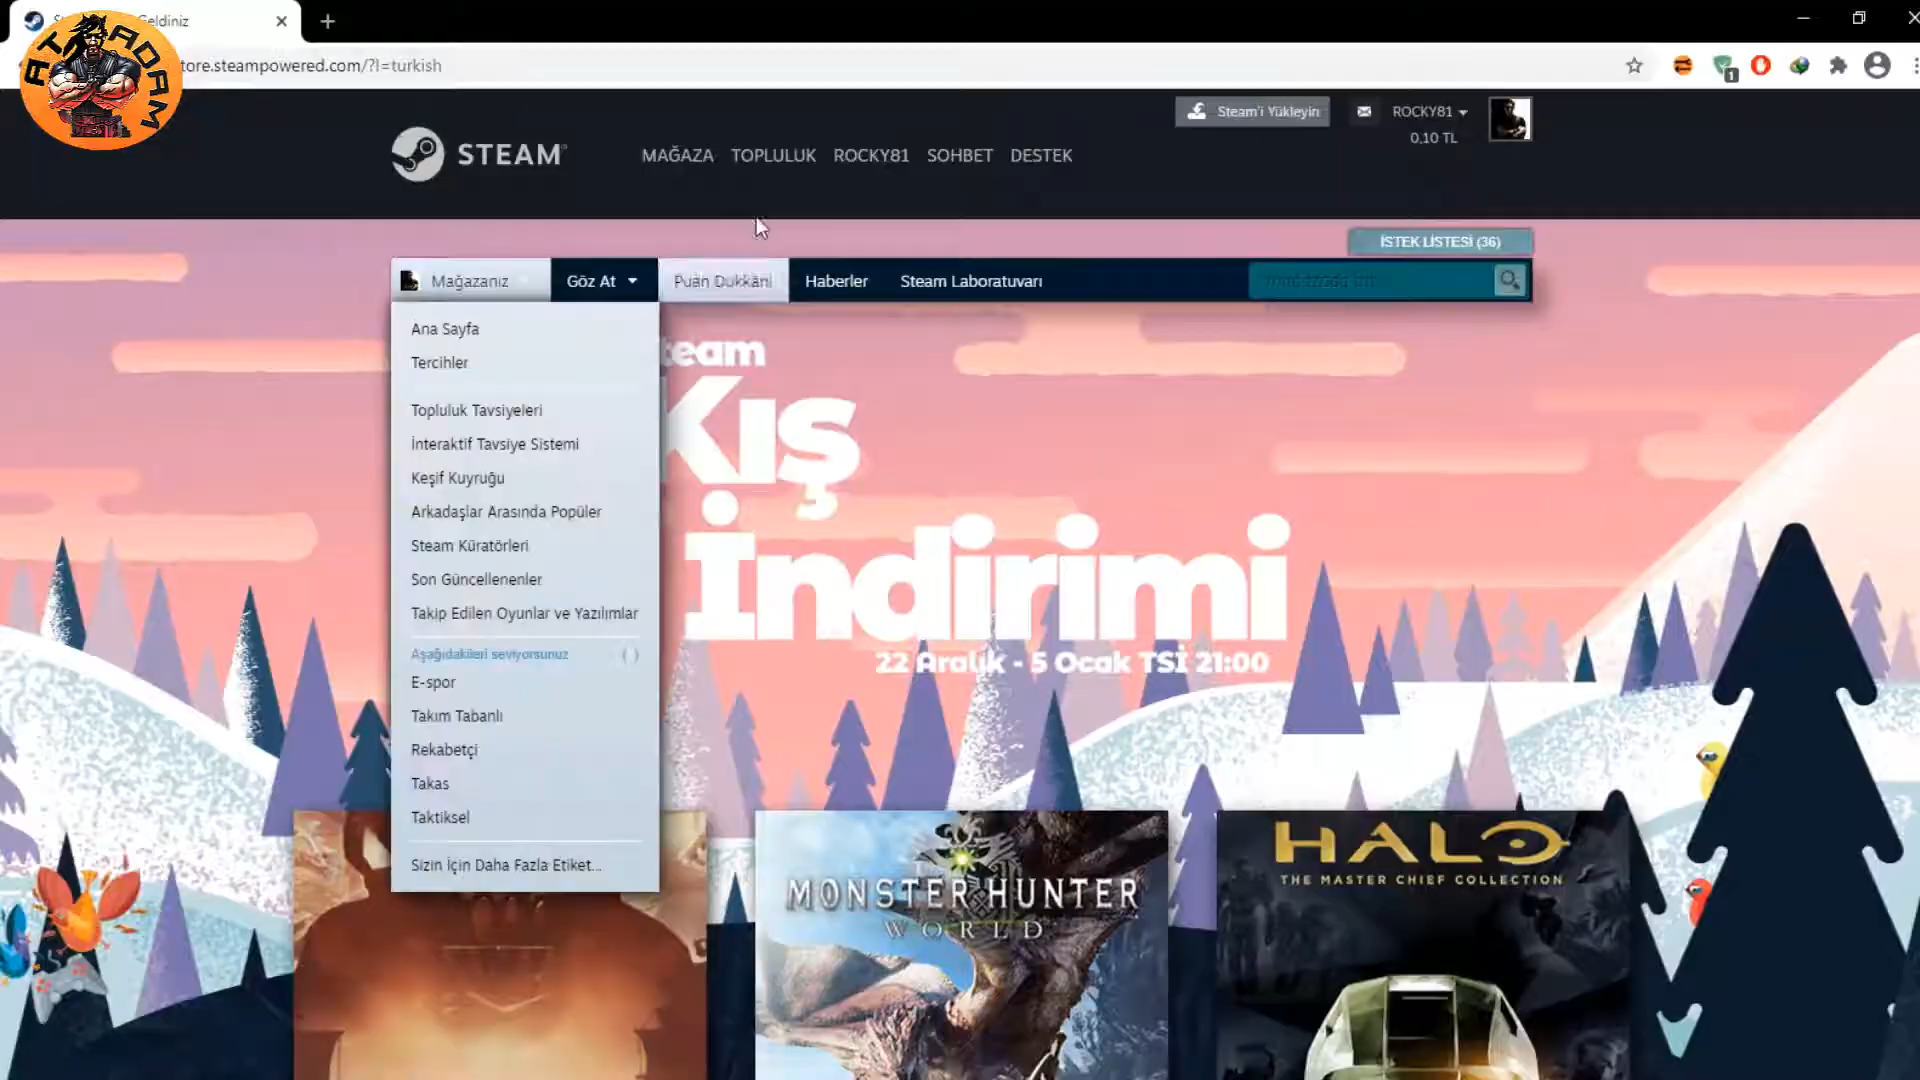 Geldiniz
ATADAM
tore.steampowered.com/?l=turkish
1
Steam'i Yükleyin
ROCKY81
0,10 TL
STEAM
MAĞAZA TOPLULUK ROCKY81 SOHBET DESTEK
İSTEK LİSTESİ (36)
Mağazanız Göz At Puan Dükkânı Haberler Steam Laboratuvarı
Ana Sayfa
Tercihler
Topluluk Tavsiyeleri
İnteraktif Tavsiye Sistemi
Keşif Kuyruğu
Arkadaşlar Arasında Popüler
Steam Küratörleri
Son Güncellenenler
Takip Edilen Oyunlar ve Yazılımlar
Aşağıdakileri seviyorsunuz ( )
E-spor
Takım Tabanlı
Rekabetçi
Takas
Taktiksel
Sizin İçin Daha Fazla Etiket...
team
Kış
İndirimi
22 Aralık - 5 Ocak TSİ 21:00
MONSTER HUNTER
WORLD
HALO
THE MASTER CHIEF COLLECTION